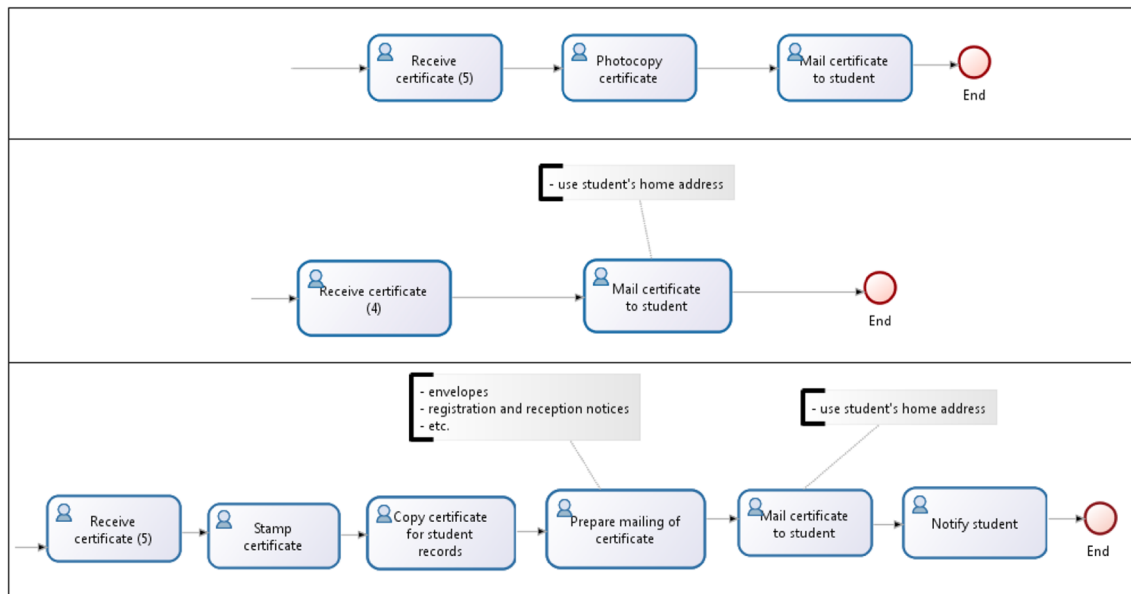 Receive
certificate (5)
Photocopy
certificate
Mail certificate
to student
End
- use student's home address
Receive certificate
(4)
Mail certificate
to student
End
- envelopes
- registration and reception notices
- etc.
- use student's home address
Receive
certificate (5)
Stamp
certificate
Copy certificate
for student
records
Prepare mailing of
certificate
Mail certificate
to student
Notify student
End